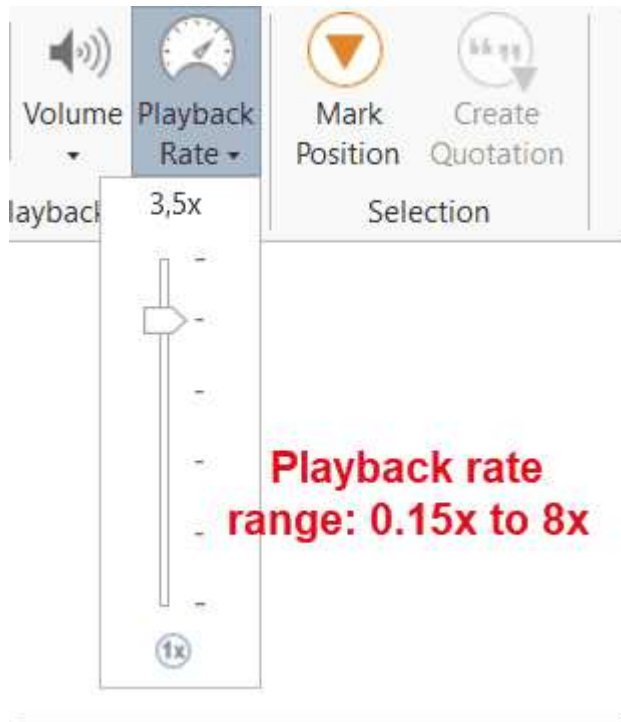 Volume
Playback
Rate
Mark
Position
Create
Quotation
layback
Selection
3,5x
Playback rate
range: 0.15x to 8x
1x